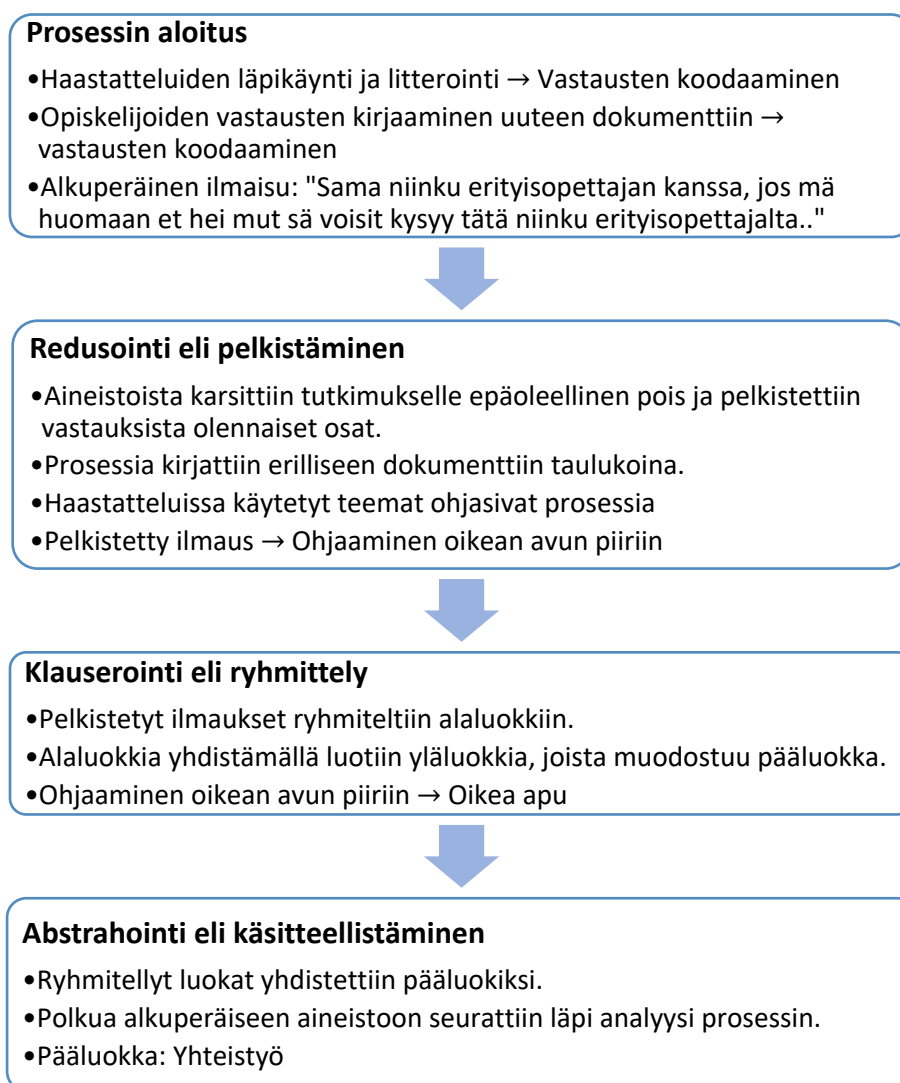 Prosessin aloitus
•Haastatteluiden läpikäynti ja litterointi → Vastausten koodaaminen
•Opiskelijoiden vastausten kirjaaminen uuteen dokumenttiin →
vastausten koodaaminen
•Alkuperäinen ilmaisu: "Sama niinku erityisopettajan kanssa, jos mä
huomaan et hei mut sä voisit kysyy tätä niinku erityisopettajalta.."
Redusointi eli pelkistäminen
•Aineistoista karsittiin tutkimukselle epäoleellinen pois ja pelkistettiin
vastauksista olennaiset osat.
•Prosessia kirjattiin erilliseen dokumenttiin taulukoina.
•Haastatteluissa käytetyt teemat ohjasivat prosessia
•Pelkistetty ilmaus → Ohjaaminen oikean avun piiriin
Klauserointi eli ryhmittely
•Pelkistetyt ilmaukset ryhmiteltiin alaluokkiin.
•Alaluokkia yhdistämällä luotiin yläluokkia, joista muodostuu pääluokka.
•Ohjaaminen oikean avun piiriin → Oikea apu
Abstrahointi eli käsitteellistäminen
•Ryhmitellyt luokat yhdistettiin pääluokiksi.
•Polkua alkuperäiseen aineistoon seurattiin läpi analyysi prosessin.
•Pääluokka: Yhteistyö